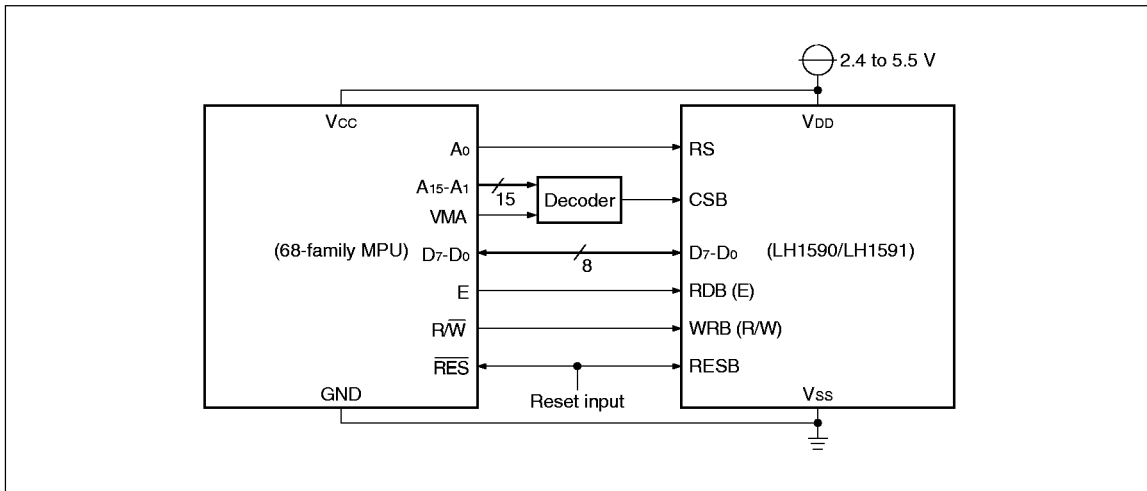 2.4 to 5.5 V
VCC
VDD
A0
RS
A15-A1
15
Decoder
CSB
VMA
(68-family MPU)
D7-D0
8
D7-D0
(LH1590/LH1591)
E
RDB (E)
R/W̅
WRB (R/W)
R̅E̅S̅
RESB
Reset input
GND
VSS